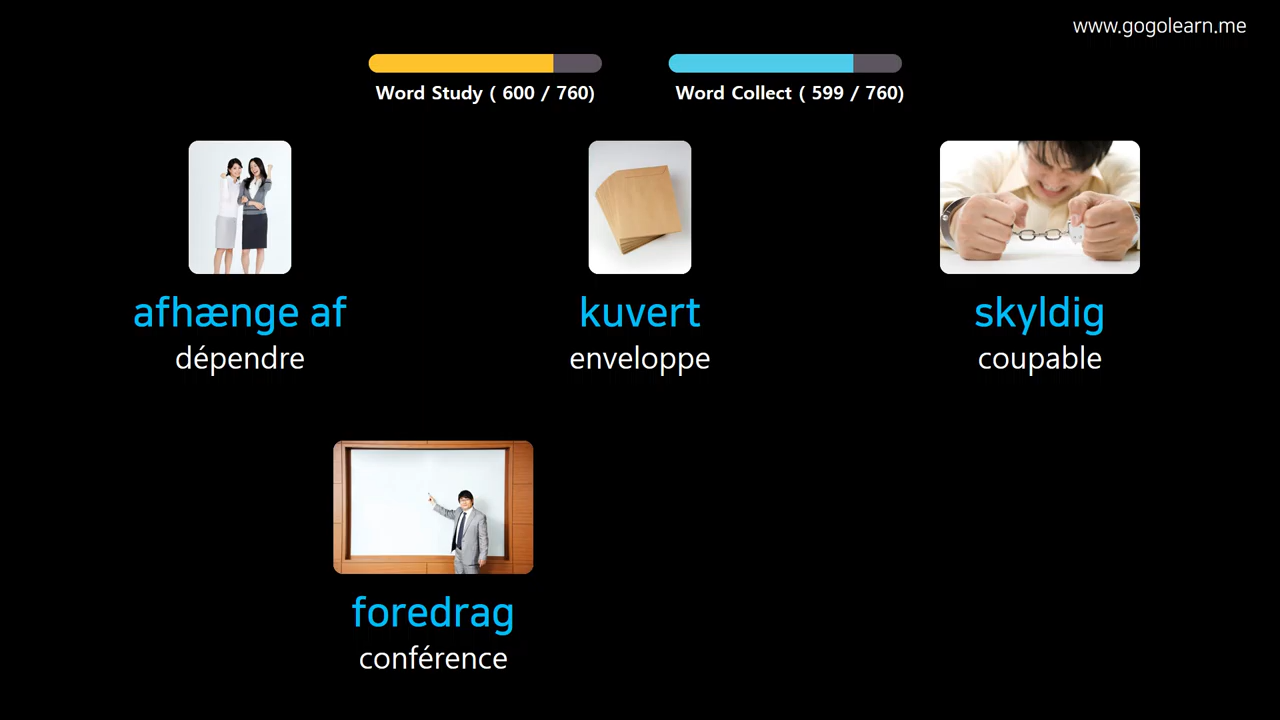 www.gogolearn.me
Word Study ( 600 / 760)
Word Collect ( 599 / 760)
afhænge af
dépendre
kuvert
enveloppe
skyldig
coupable
foredrag
conférence